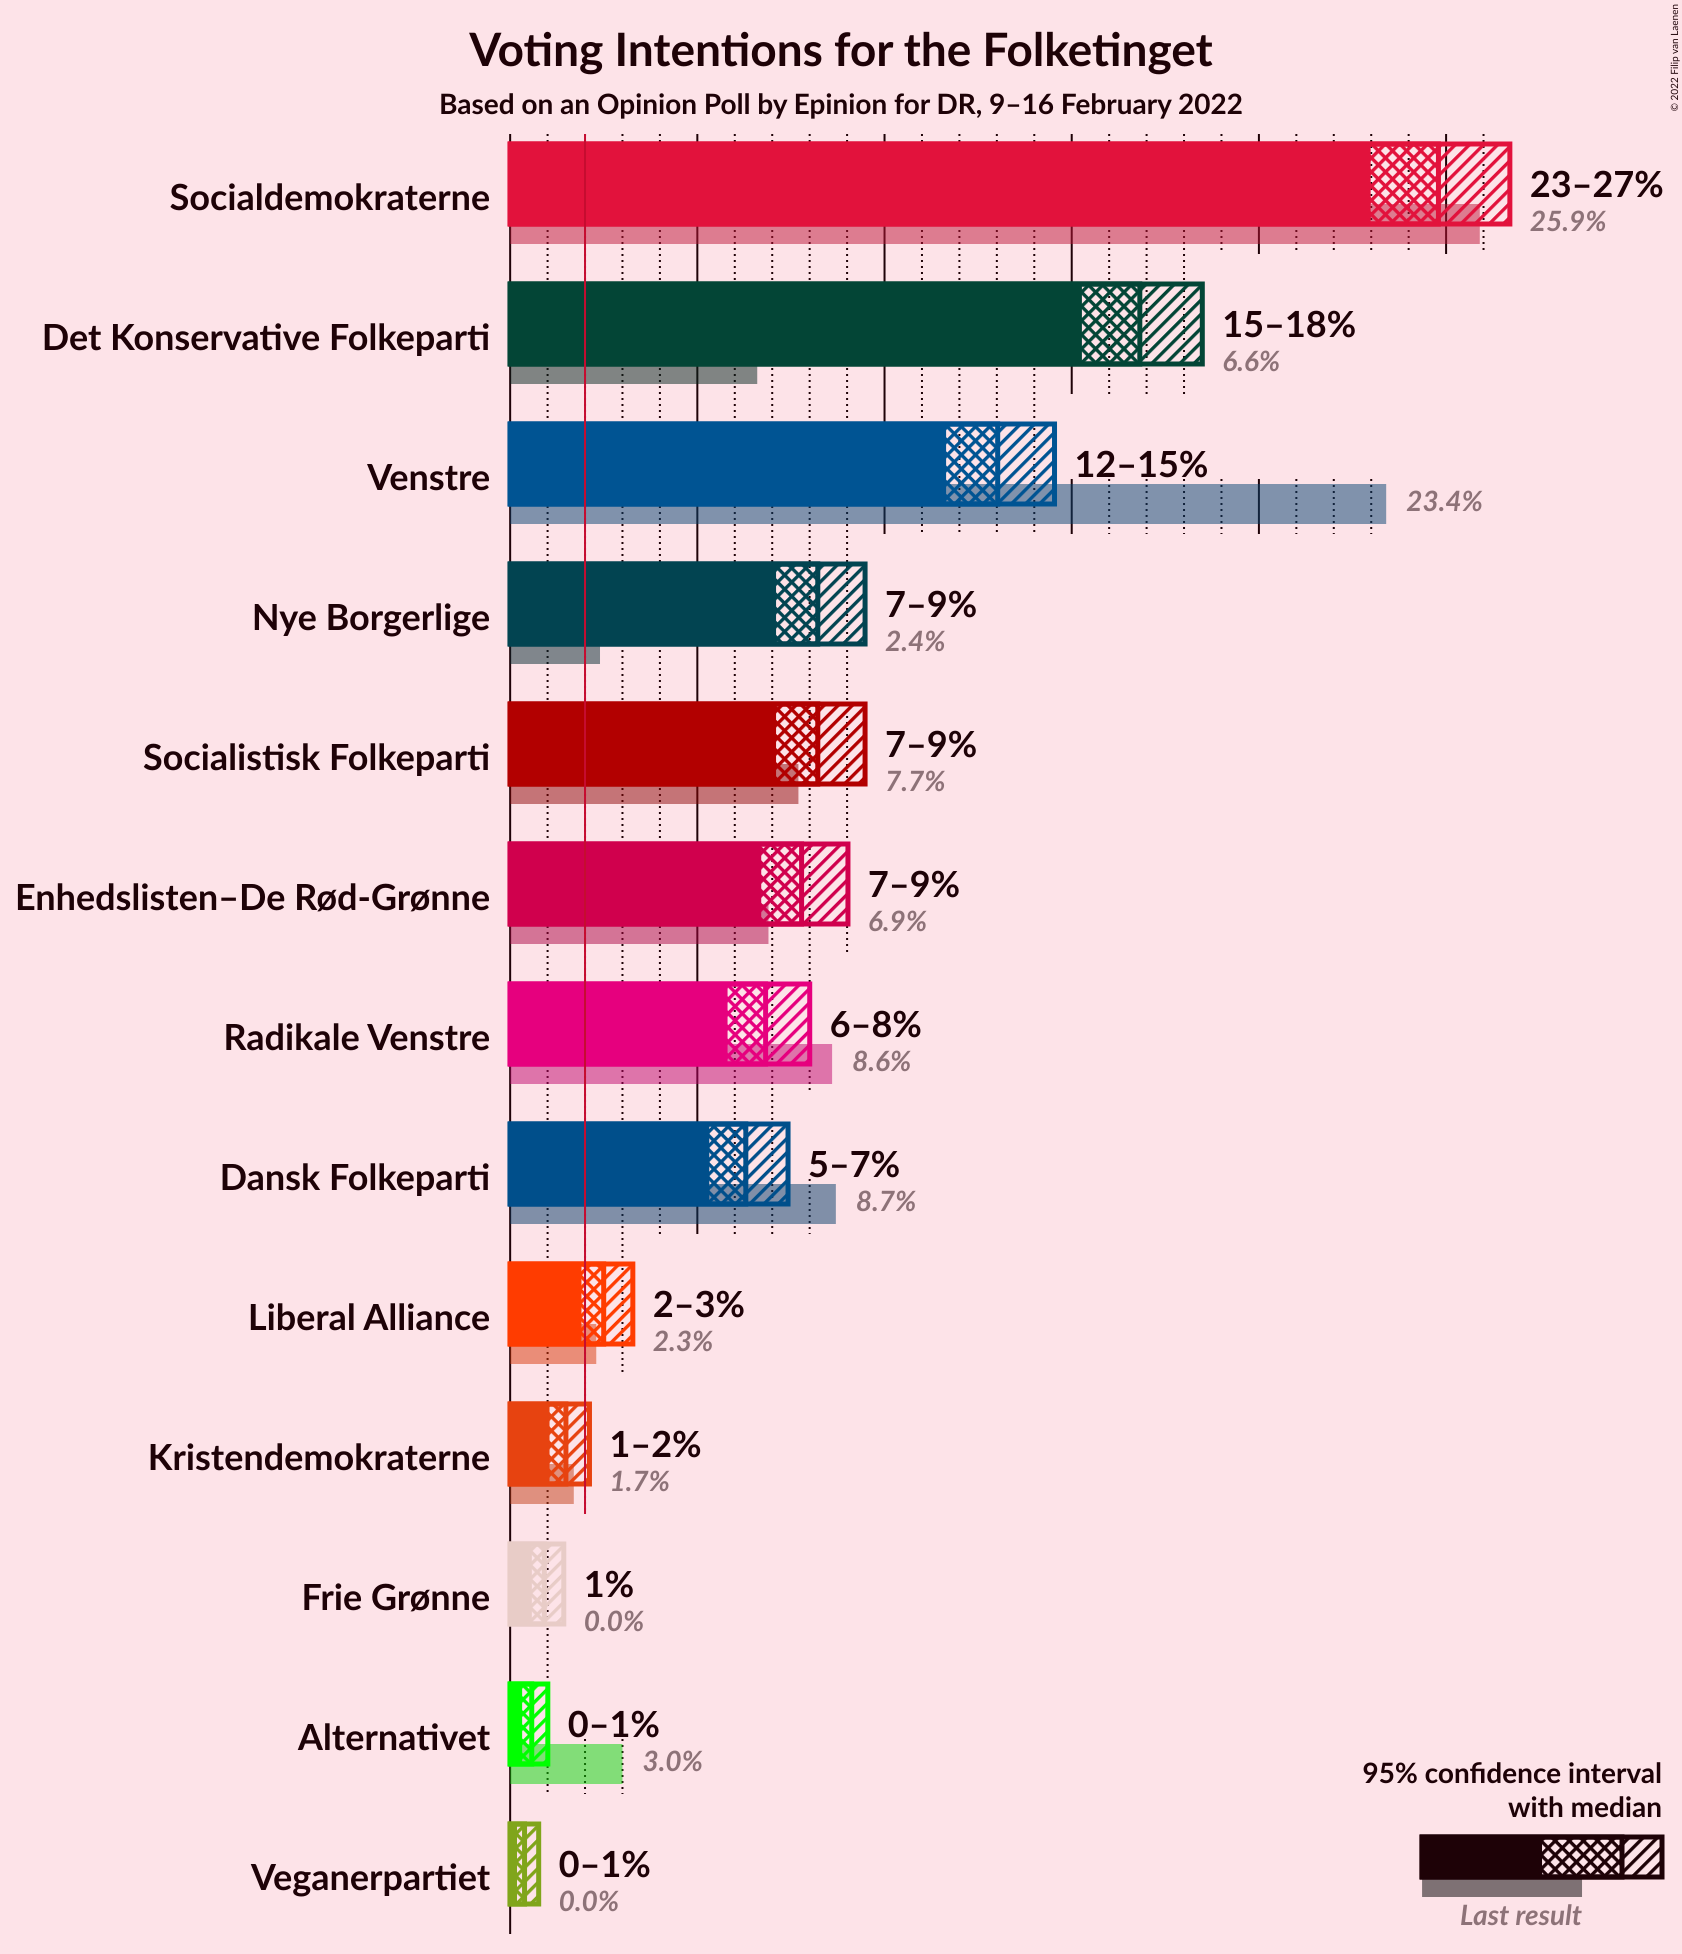 © 2022 Filip van Laenen
Voting Intentions for the Folketinget
Based on an Opinion Poll by Epinion for DR, 9–16 February 2022
Socialdemokraterne
23–27%
25.9%
Det Konservative Folkeparti
15–18%
6.6%
Venstre
12–15%
23.4%
Nye Borgerlige
7–9%
2.4%
Socialistisk Folkeparti
7–9%
7.7%
Enhedslisten–De Rød-Grønne
7–9%
6.9%
Radikale Venstre
6–8%
8.6%
Dansk Folkeparti
5–7%
8.7%
Liberal Alliance
2–3%
2.3%
Kristendemokraterne
1–2%
1.7%
Frie Grønne
1%
0.0%
Alternativet
0–1%
3.0%
Veganerpartiet
0–1%
0.0%
95% confidence interval
with median
Last result